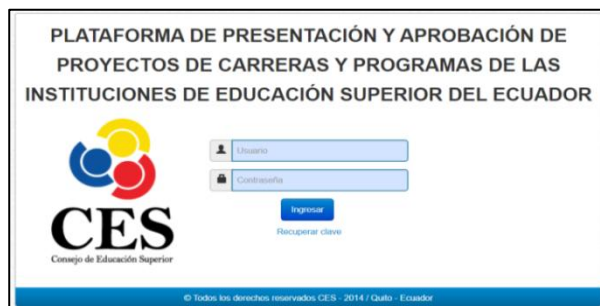 PLATAFORMA DE PRESENTACIÓN Y APROBACIÓN DE
PROYECTOS DE CARRERAS Y PROGRAMAS DE LAS
INSTITUCIONES DE EDUCACIÓN SUPERIOR DEL ECUADOR
Usuario
Contraseña
Ingresar
Recuperar clave
CES
Consejo de Educación Superior
© Todos los derechos reservados CES - 2014 / Quito - Ecuador